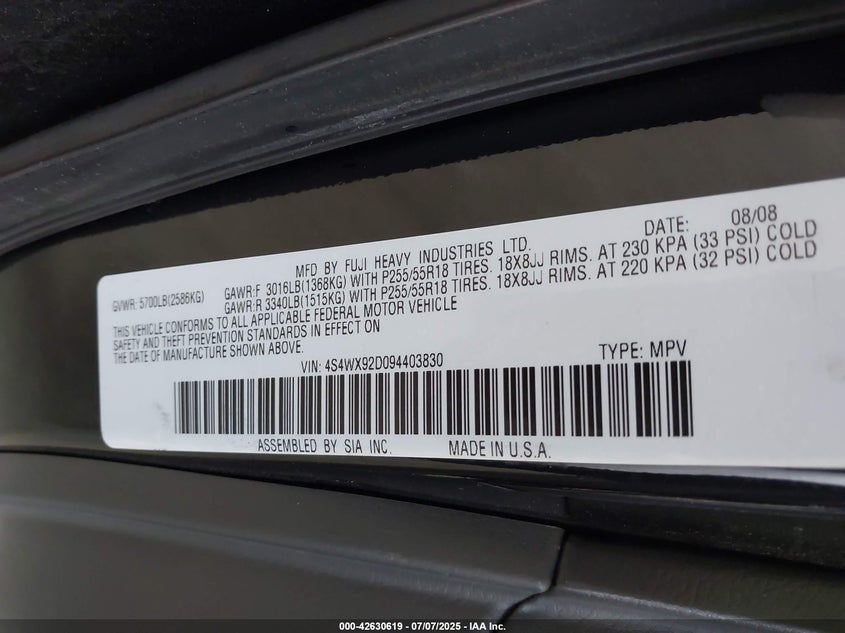 MFD BY FUJI HEAVY INDUSTRIES LTD. DATE: 08/08
GVWR: 5700LB(2586KG) GAWR:F 3016LB(1368KG) WITH P255/55R18 TIRES. 18X8JJ RIMS. AT 230 KPA (33 PSI) COLD
GAWR:R 3340LB(1515KG) WITH P255/55R18 TIRES. 18X8JJ RIMS. AT 220 KPA (32 PSI) COLD
THIS VEHICLE CONFORMS TO ALL APPLICABLE FEDERAL MOTOR VEHICLE
SAFETY AND THEFT PREVENTION STANDARDS IN EFFECT ON
THE DATE OF MANUFACTURE SHOWN ABOVE.
VIN: 4S4WX92D094403830 TYPE: MPV
ASSEMBLED BY SIA INC. MADE IN U.S.A.
000-42630619 - 07/07/2025 - IAA Inc.